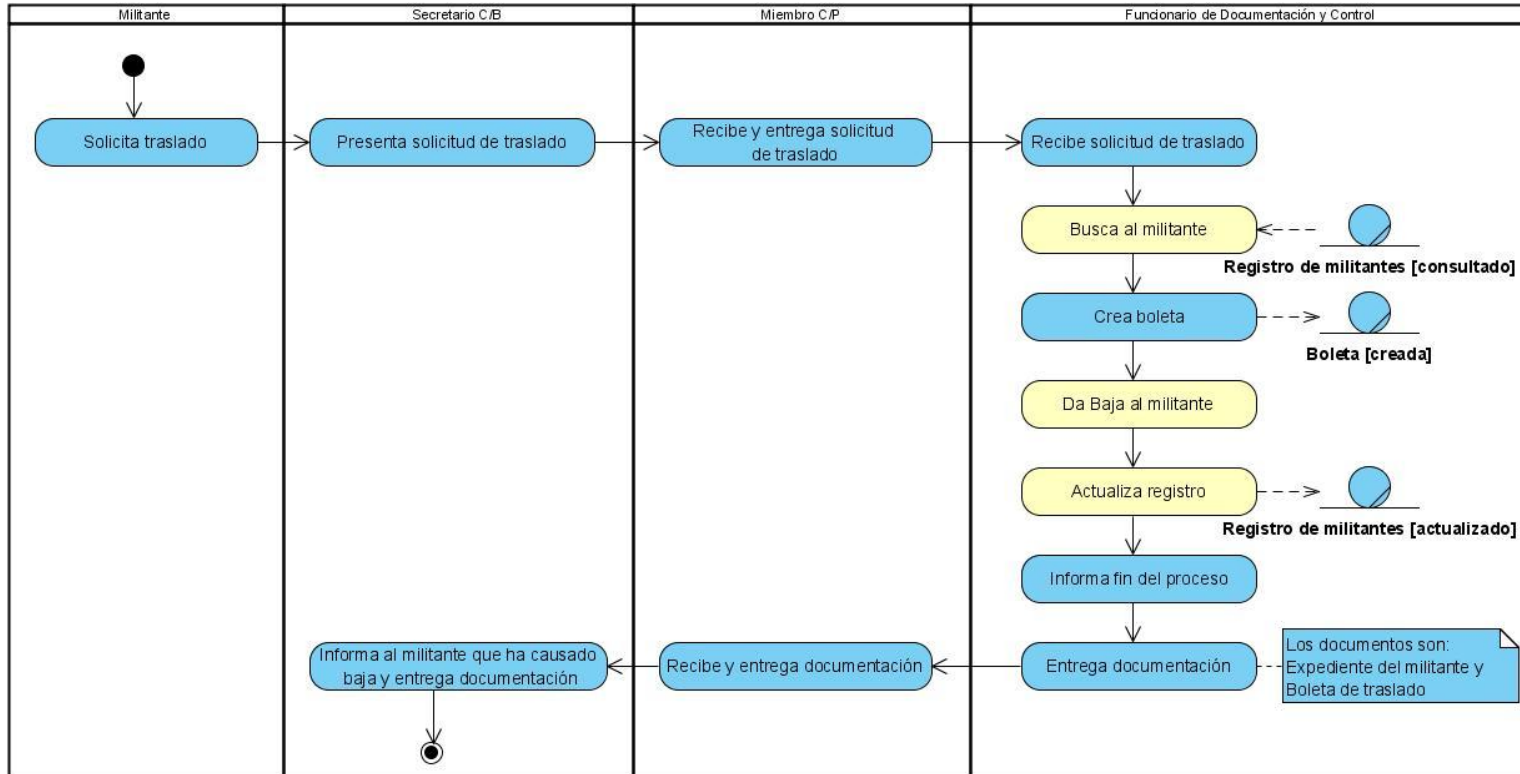 Militante
Secretario C/B
Miembro C/P
Funcionario de Documentación y Control
Solicita traslado
Presenta solicitud de traslado
Recibe y entrega solicitud
de traslado
Recibe solicitud de traslado
Busca al militante
Registro de militantes [consultado]
Crea boleta
Boleta [creada]
Da Baja al militante
Actualiza registro
Registro de militantes [actualizado]
Informa fin del proceso
Entrega documentación
Los documentos son:
Expediente del militante y
Boleta de traslado
Recibe y entrega documentación
Informa al militante que ha causado
baja y entrega documentación